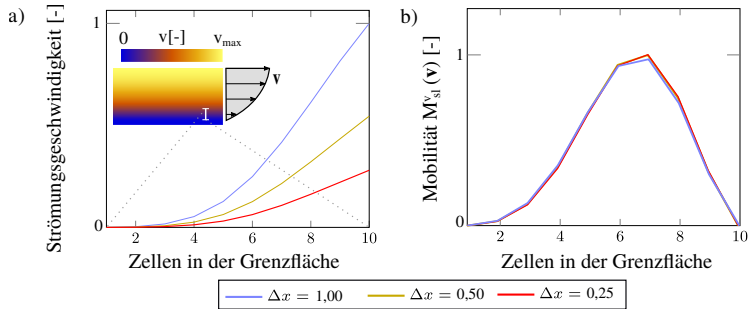 a)
Strömungsgeschwindigkeit [-]
1
0
0 v[-] v_max
v
2 4 6 8 10
Zellen in der Grenzfläche
b)
Mobilität M^v_sl(v) [-]
1
0
2 4 6 8 10
Zellen in der Grenzfläche
Δx = 1,00 Δx = 0,50 Δx = 0,25